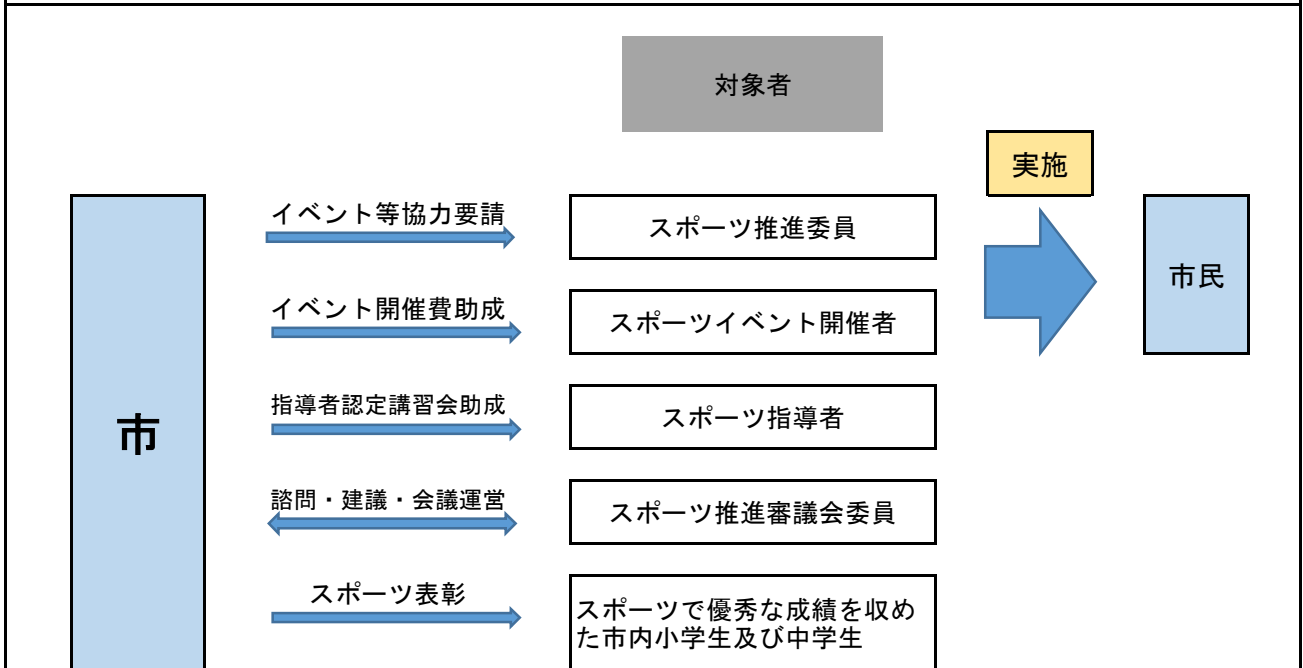 対象者
実施
市
イベント等協力要請
スポーツ推進委員
市民
イベント開催費助成
スポーツイベント開催者
指導者認定講習会助成
スポーツ指導者
諮問・建議・会議運営
スポーツ推進審議会委員
スポーツ表彰
スポーツで優秀な成績を収め
た市内小学生及び中学生